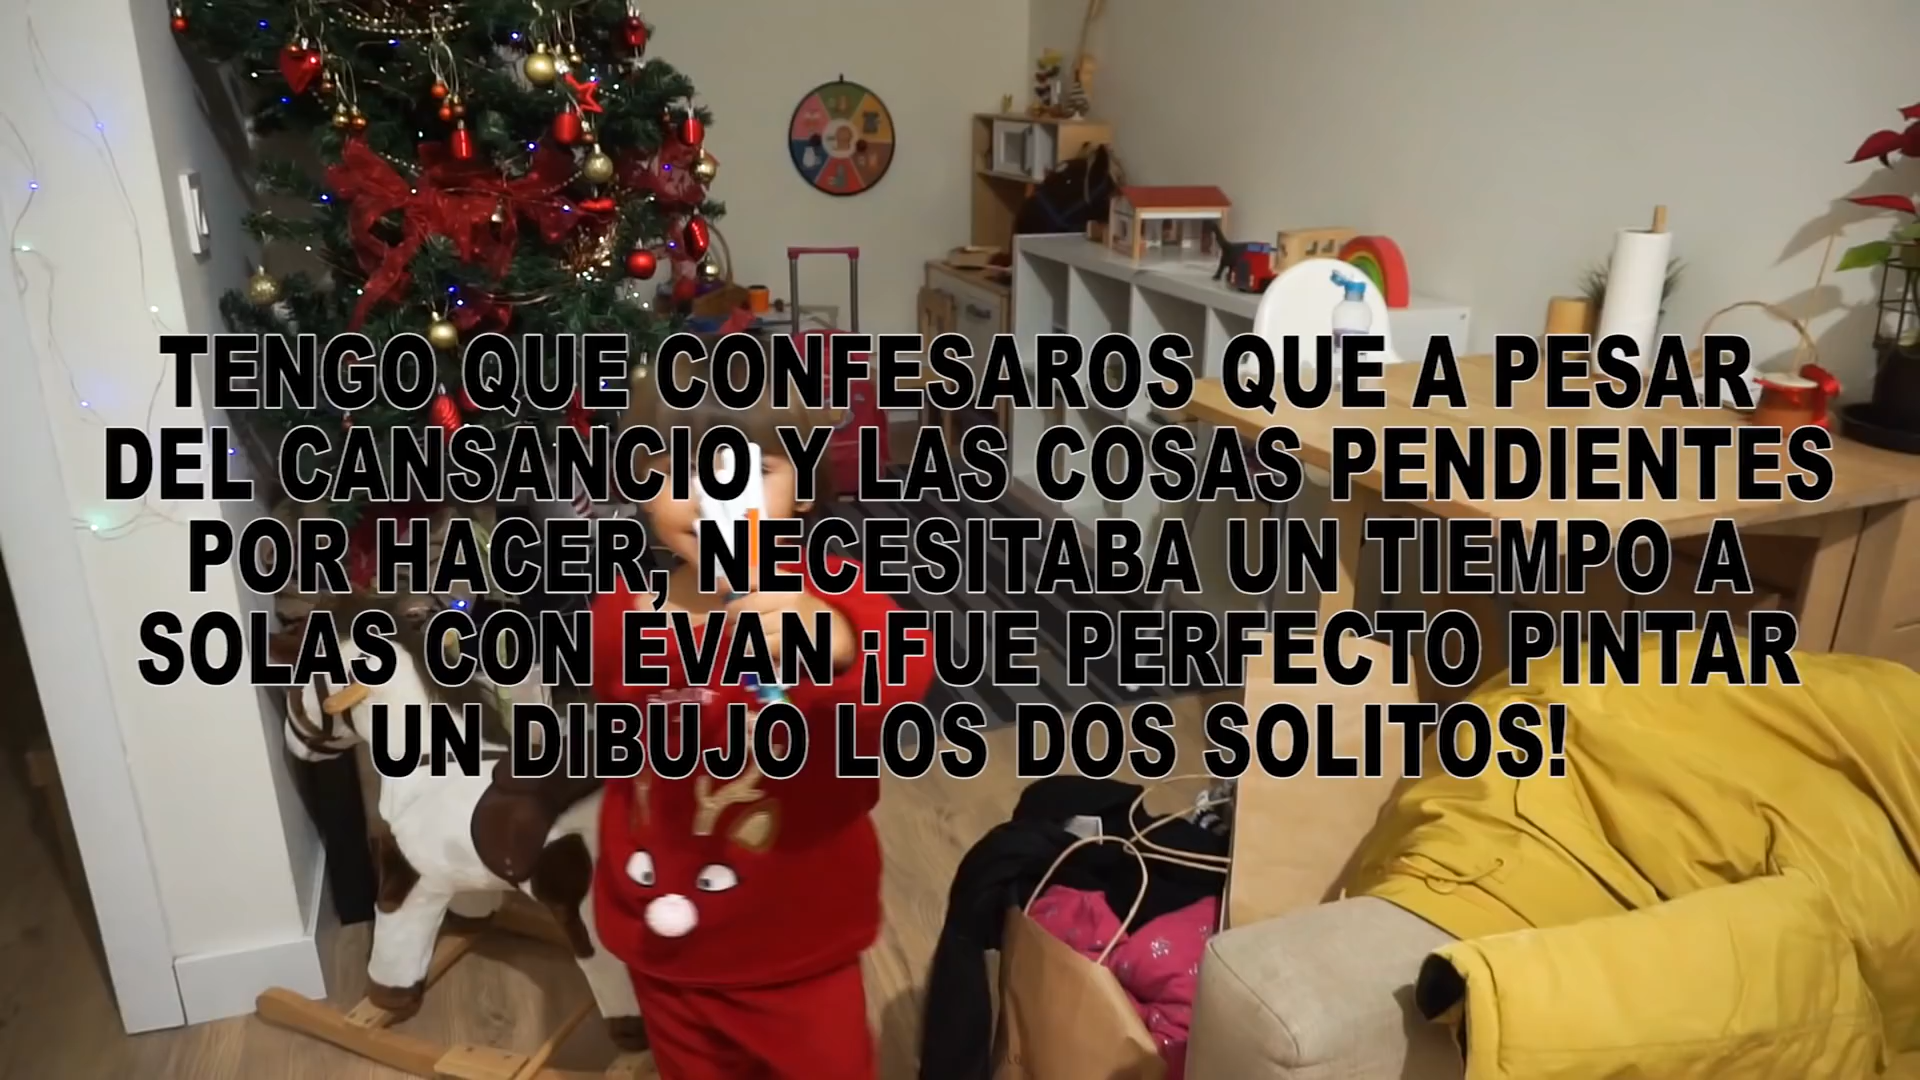 TENGO QUE CONFESAROS QUE A PESAR
DEL CANSANCIO Y LAS COSAS PENDIENTES
POR HACER, NECESITABA UN TIEMPO A
SOLAS CON EVAN ¡FUE PERFECTO PINTAR
UN DIBUJO LOS DOS SOLITOS!